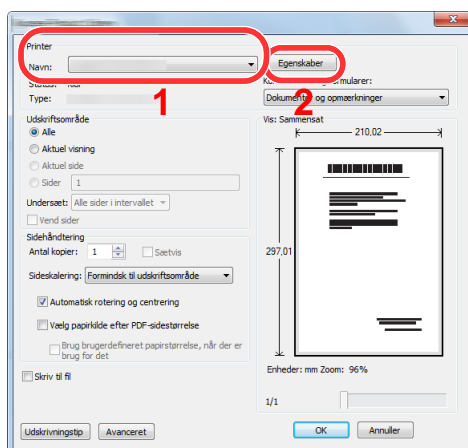 Printer
Navn:
Egenskaber
Type:
1
2
Dokumenter og opmærkninger
Udskriftsområde
Alle
Aktuel visning
Aktuel side
Sider 1
Undersæt: Alle sider i intervallet
Vend sider
Sidehåndtering
Antal kopier: 1 Sætvis
Sideskalering: Formindsk til udskriftsområde
Automatisk rotering og centrering
Vælg papirkilde efter PDF-sidestørrelse
Brug brugerdefineret papirstørrelse, når der er
brug for det
Skriv til fil
Vis: Sammensat
210,02
297,01
Enheder: mm Zoom: 96%
1/1
Udskrivningstip Avanceret
OK Annuller